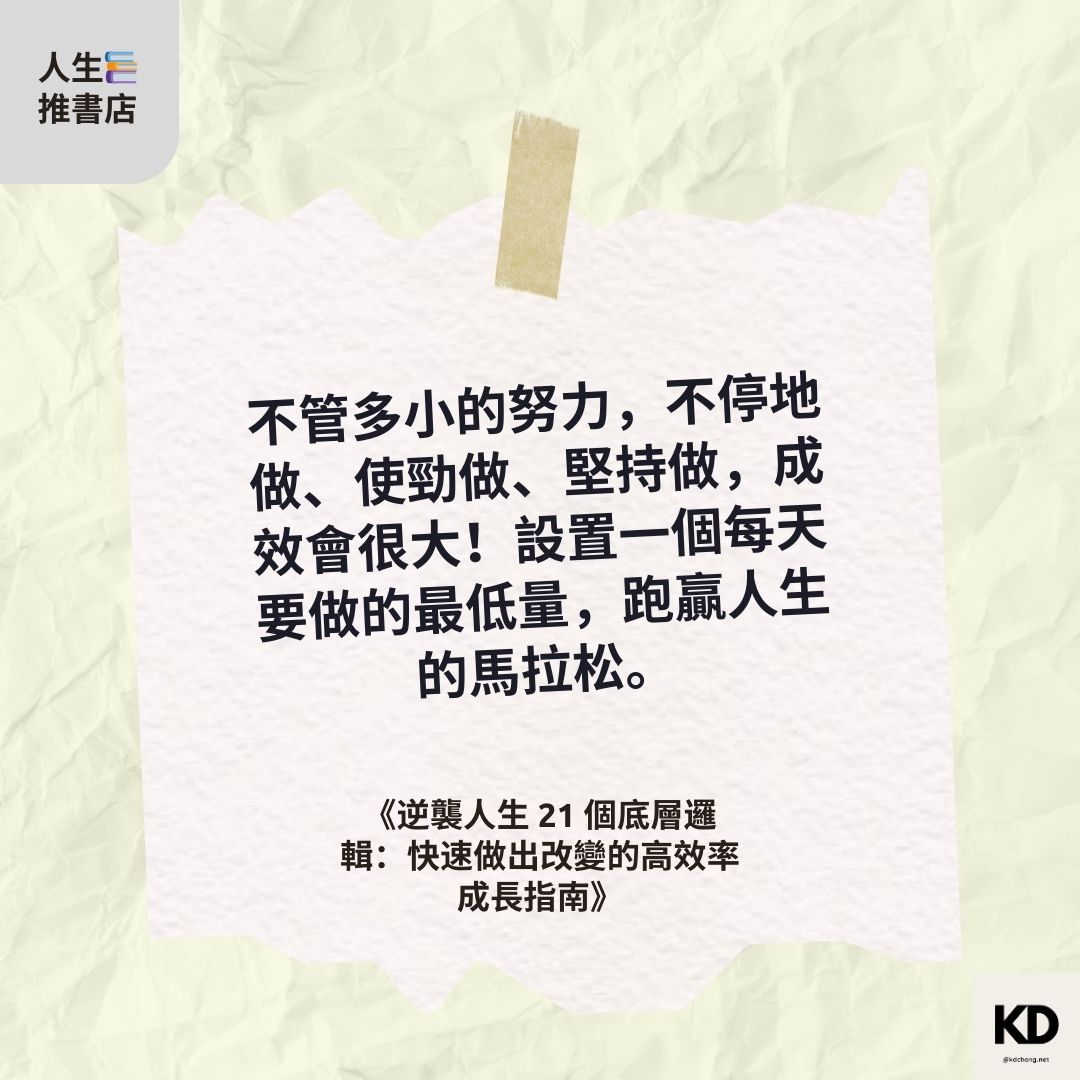 人生📚
推書店
不管多小的努力，不停地
做、使勁做、堅持做，成
效會很大！設置一個每天
要做的最低量，跑贏人生
的馬拉松。
《逆襲人生 21 個底層邏
輯：快速做出改變的高效率
成長指南》
KD
@kdchong.net